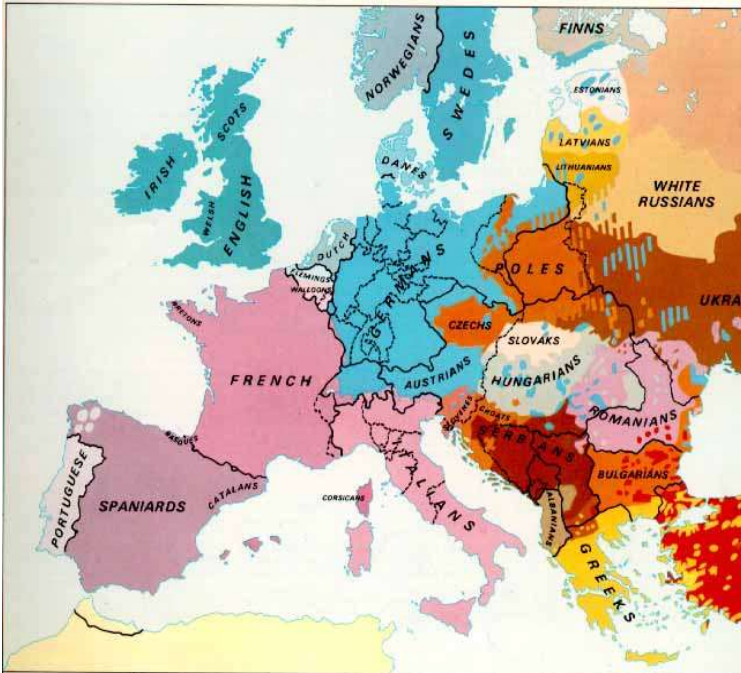 FINNS
NORWEGIANS
SWEDES
ESTONIANS
SCOTS
LATVIANS
DANES
LITHUANIANS
IRISH
WHITE
RUSSIANS
WELSH
ENGLISH
DUTCH
GERMANS
POLES
FLEMINGS
WALLOONS
UKRA
BRETONS
CZECHS
SLOVAKS
FRENCH
AUSTRIANS
HUNGARIANS
SLOVENES
CROATS
ROMANIANS
BASQUES
SERBIANS
PORTUGUESE
SPANIARDS
CATALANS
CORSICANS
ITALIANS
BULGARIANS
ALBANIANS
GREEKS